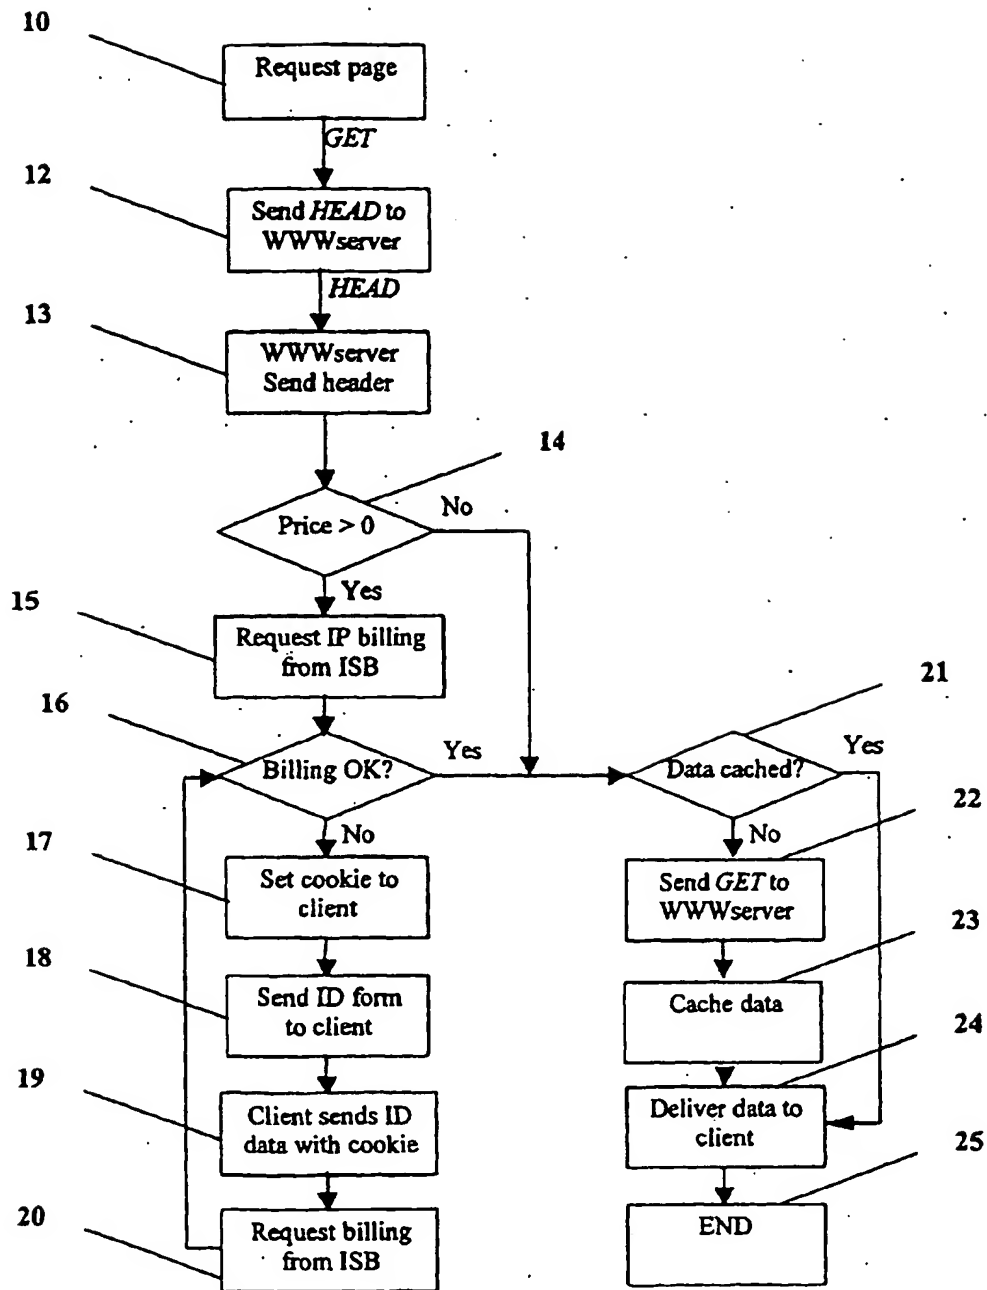 10
Request page
GET
12
Send HEAD to
WWWserver
HEAD
13
WWWserver
Send header
14
Price > 0
No
Yes
15
Request IP billing
from ISB
16
Billing OK?
Yes
21
Data cached?
Yes
No
17
Set cookie to
client
No
22
Send GET to
WWWserver
23
Cache data
18
Send ID form
to client
24
Deliver data to
client
19
Client sends ID
data with cookie
25
END
20
Request billing
from ISB